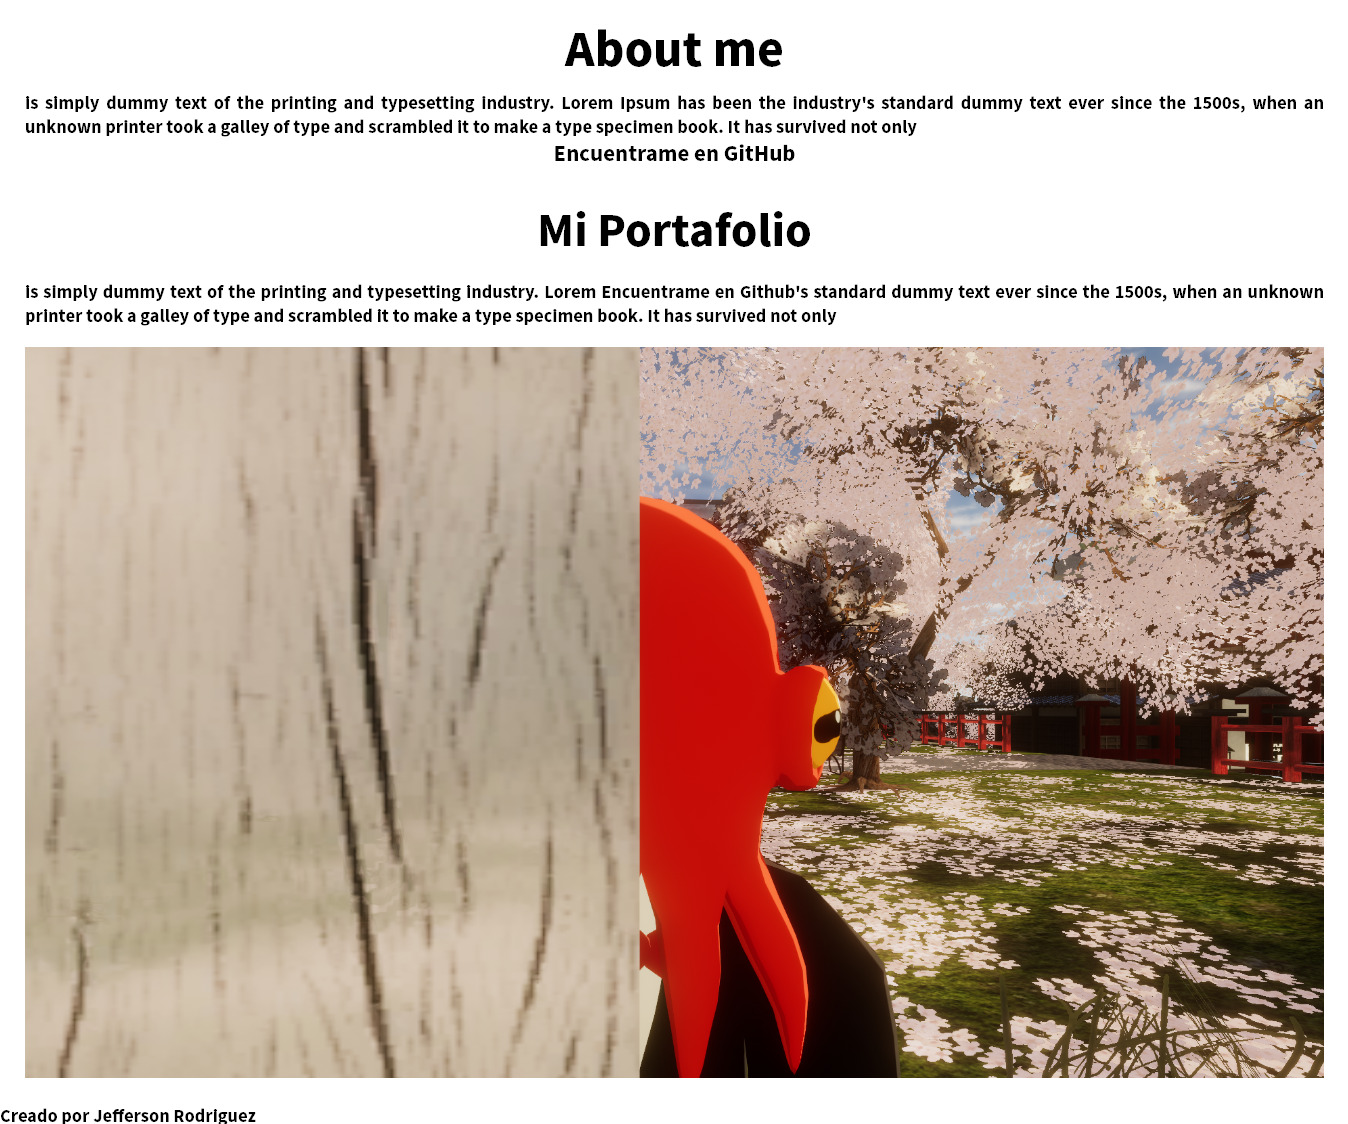 About me
is simply dummy text of the printing and typesetting industry. Lorem Ipsum has been the industry's standard dummy text ever since the 1500s, when an
unknown printer took a galley of type and scrambled it to make a type specimen book. It has survived not only
Encuentrame en GitHub
Mi Portafolio
is simply dummy text of the printing and typesetting industry. Lorem Encuentrame en Github's standard dummy text ever since the 1500s, when an unknown
printer took a galley of type and scrambled it to make a type specimen book. It has survived not only
Creado por Jefferson Rodriguez